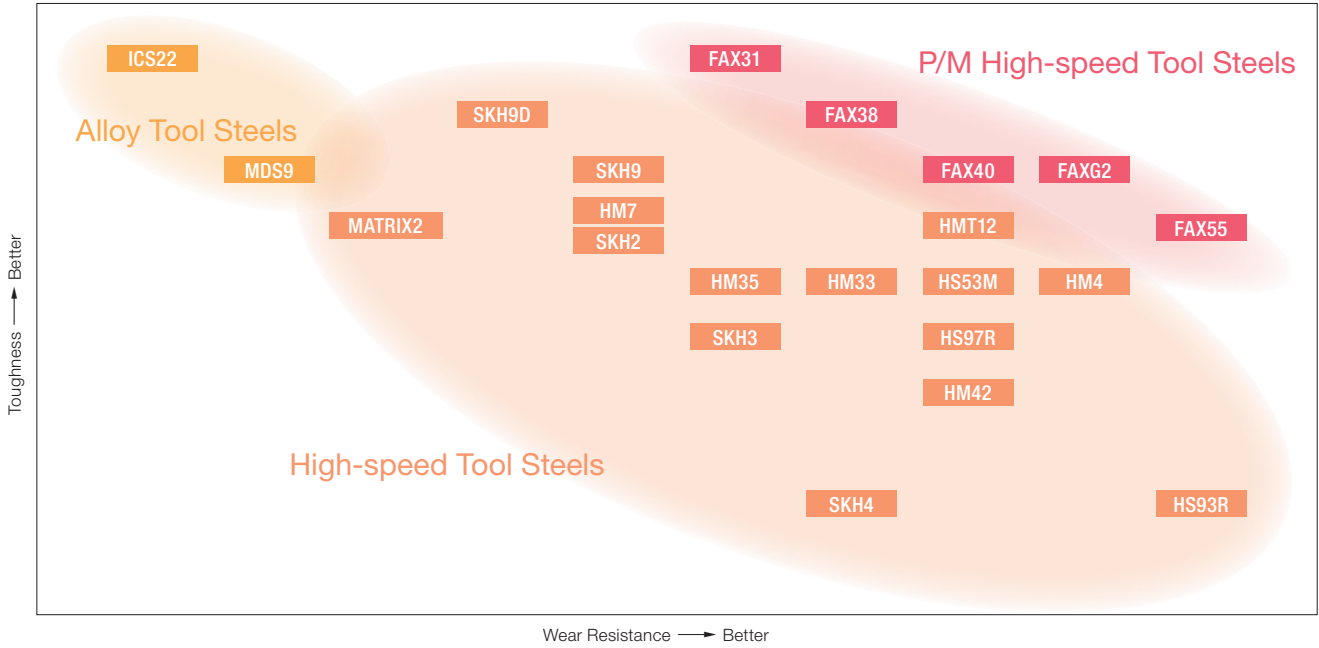 ICS22
FAX31
P/M High-speed Tool Steels
SKH9D
FAX38
Alloy Tool Steels
MDS9
SKH9
FAX40
FAXG2
HM7
MATRIX2
HMT12
FAX55
SKH2
HM35
HM33
HS53M
HM4
SKH3
HS97R
HM42
High-speed Tool Steels
SKH4
HS93R
Toughness → Better
Wear Resistance → Better